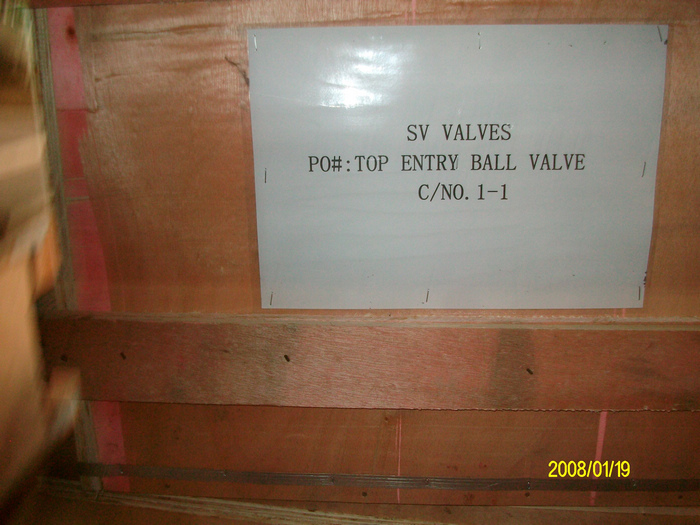 SV VALVES
PO#:TOP ENTRY BALL VALVE
C/NO.1-1
2008/01/19